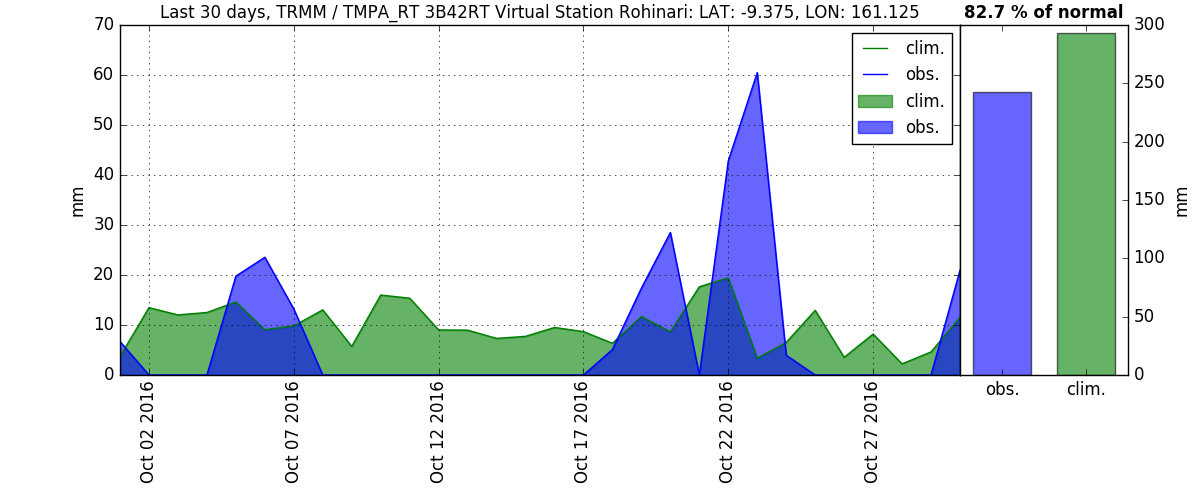 Last 30 days, TRMM / TMPA_RT 3B42RT Virtual Station Rohinari: LAT: -9.375, LON: 161.125
82.7 % of normal
70
60
50
40
30
20
10
0
mm
clim.
obs.
clim.
obs.
Oct 02 2016
Oct 07 2016
Oct 12 2016
Oct 17 2016
Oct 22 2016
Oct 27 2016
300
250
200
150
100
50
0
mm
obs.
clim.